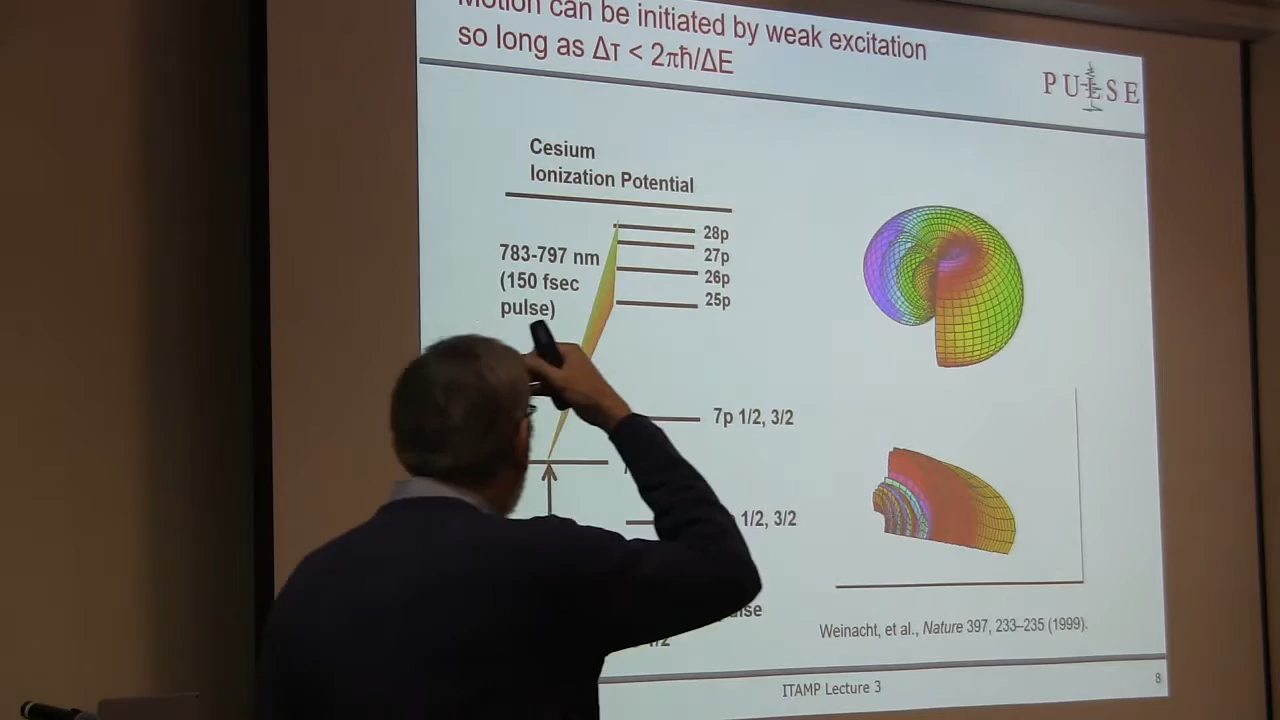 Motion can be initiated by weak excitation
so long as Δτ < 2πħ/ΔE
PULSE
Cesium
Ionization Potential
28p
783-797 nm
27p
(150 fsec
26p
pulse)
25p
7p 1/2, 3/2
1/2, 3/2
Weinacht, et al., Nature 397, 233–235 (1999).
ITAMP Lecture 3
8